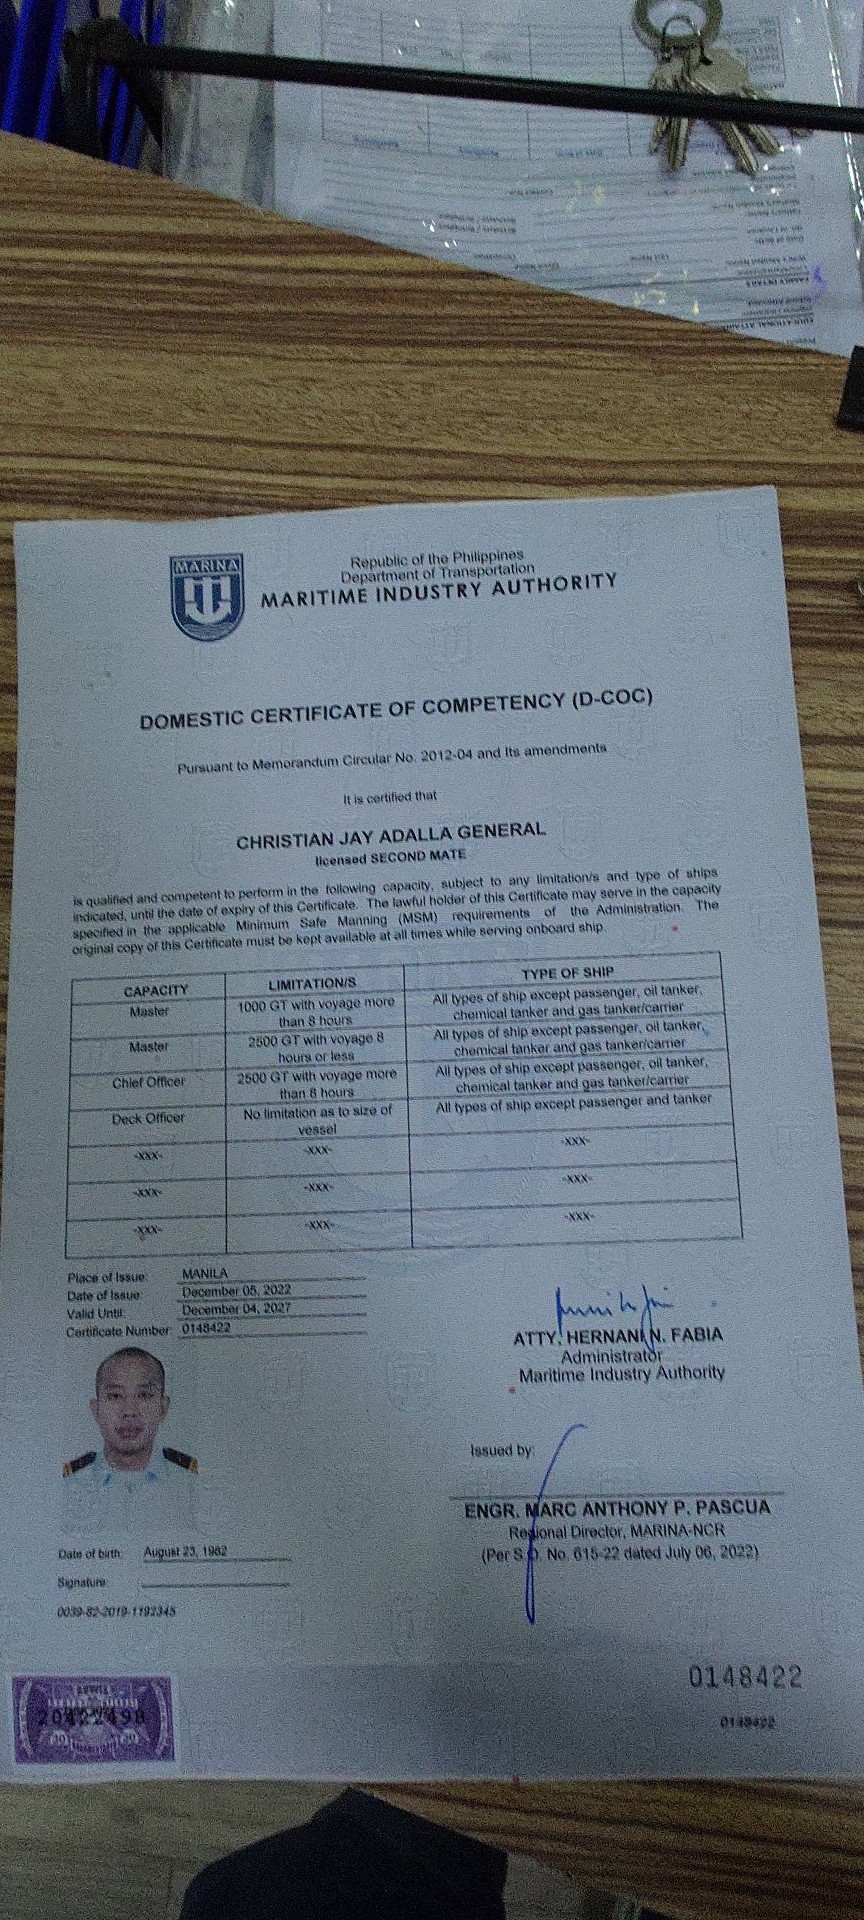 MARINA
Republic of the Philippines
Department of Transportation
MARITIME INDUSTRY AUTHORITY
DOMESTIC CERTIFICATE OF COMPETENCY (D-COC)
Pursuant to Memorandum Circular No. 2012-04 and Its amendments
It is certified that
CHRISTIAN JAY ADALLA GENERAL
licensed SECOND MATE
is qualified and competent to perform in the following capacity, subject to any limitation/s and type of ships
indicated, until the date of expiry of this Certificate. The lawful holder of this Certificate may serve in the capacity
specified in the applicable Minimum Safe Manning (MSM) requirements of the Administration. The
original copy of this Certificate must be kept available at all times while serving onboard ship.
CAPACITY LIMITATION/S TYPE OF SHIP
Master 1000 GT with voyage more than 8 hours All types of ship except passenger, oil tanker, chemical tanker and gas tanker/carrier
Master 2500 GT with voyage 8 hours or less All types of ship except passenger, oil tanker, chemical tanker and gas tanker/carrier
Chief Officer 2500 GT with voyage more than 8 hours All types of ship except passenger, oil tanker, chemical tanker and gas tanker/carrier
Deck Officer No limitation as to size of vessel All types of ship except passenger and tanker
-xxx- -xxx- -xxx-
-xxx- -xxx- -xxx-
-xxx- -xxx- -xxx-
Place of Issue: MANILA
Date of Issue: December 05, 2022
Valid Until: December 04, 2027
Certificate Number: 0148422
ATTY. HERNANI N. FABIA
Administrator
Maritime Industry Authority
Issued by:
ENGR. MARC ANTHONY P. PASCUA
Regional Director, MARINA-NCR
(Per S.O. No. 615-22 dated July 06, 2022)
Date of birth: August 23, 1982
Signature:
0039-82-2019-1192345
20422498
0148422
0148422